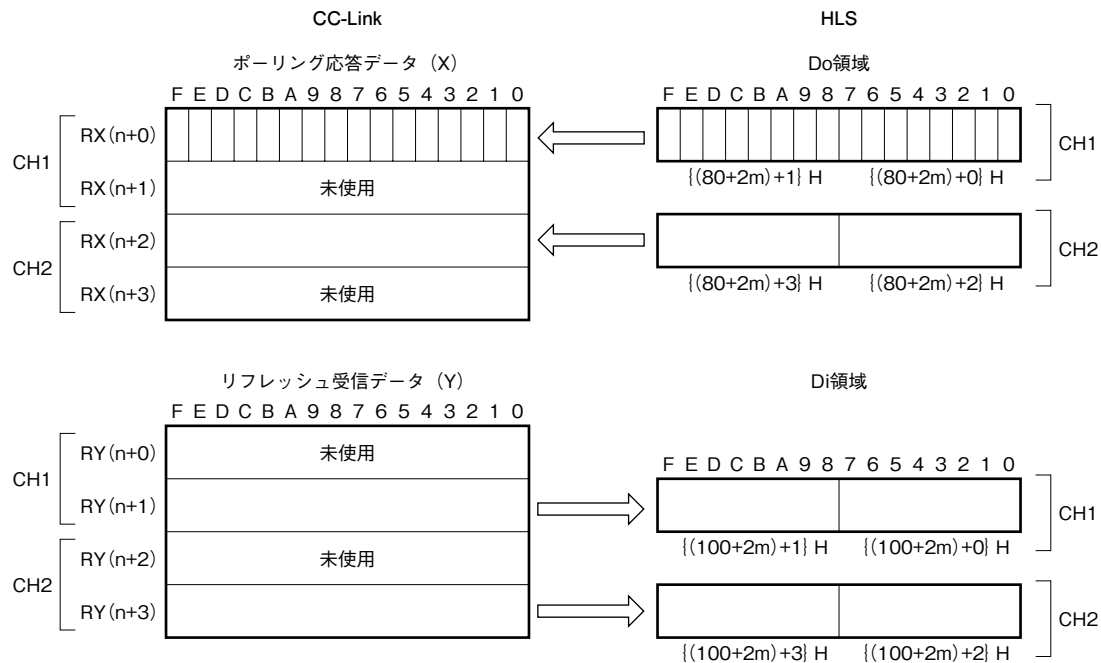 CC-Link
HLS
ポーリング応答データ（X）
Do領域
F E D C B A 9 8 7 6 5 4 3 2 1 0
F E D C B A 9 8 7 6 5 4 3 2 1 0
CH1
RX(n+0)
CH1
{(80+2m)+1} H
{(80+2m)+0} H
RX(n+1)
未使用
CH2
RX(n+2)
CH2
{(80+2m)+3} H
{(80+2m)+2} H
RX(n+3)
未使用
リフレッシュ受信データ（Y）
Di領域
F E D C B A 9 8 7 6 5 4 3 2 1 0
CH1
RY(n+0)
未使用
F E D C B A 9 8 7 6 5 4 3 2 1 0
RY(n+1)
CH1
{(100+2m)+1} H
{(100+2m)+0} H
CH2
RY(n+2)
未使用
RY(n+3)
CH2
{(100+2m)+3} H
{(100+2m)+2} H